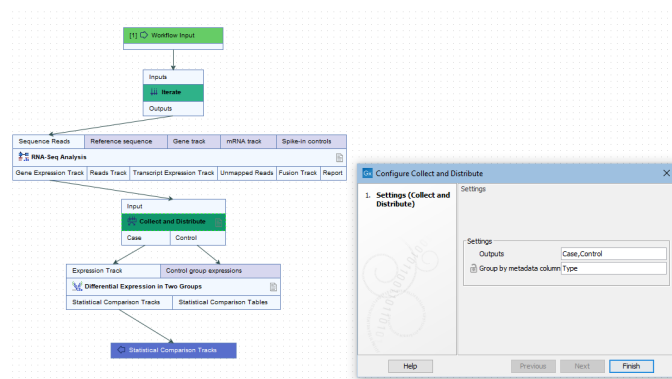 [1] Workflow Input
Inputs
Iterate
Outputs
Sequence Reads Reference sequence Gene track mRNA track Spike-in controls
RNA-Seq Analysis
Gene Expression Track Reads Track Transcript Expression Track Unmapped Reads Fusion Track Report
Input
Collect and Distribute
Case Control
Expression Track Control group expressions
Differential Expression in Two Groups
Statistical Comparison Tracks Statistical Comparison Tables
Statistical Comparison Tracks
Gx Configure Collect and Distribute
1. Settings (Collect and
Distribute)
Settings
Settings
Outputs Case,Control
Group by metadata column Type
Help Previous Next Finish